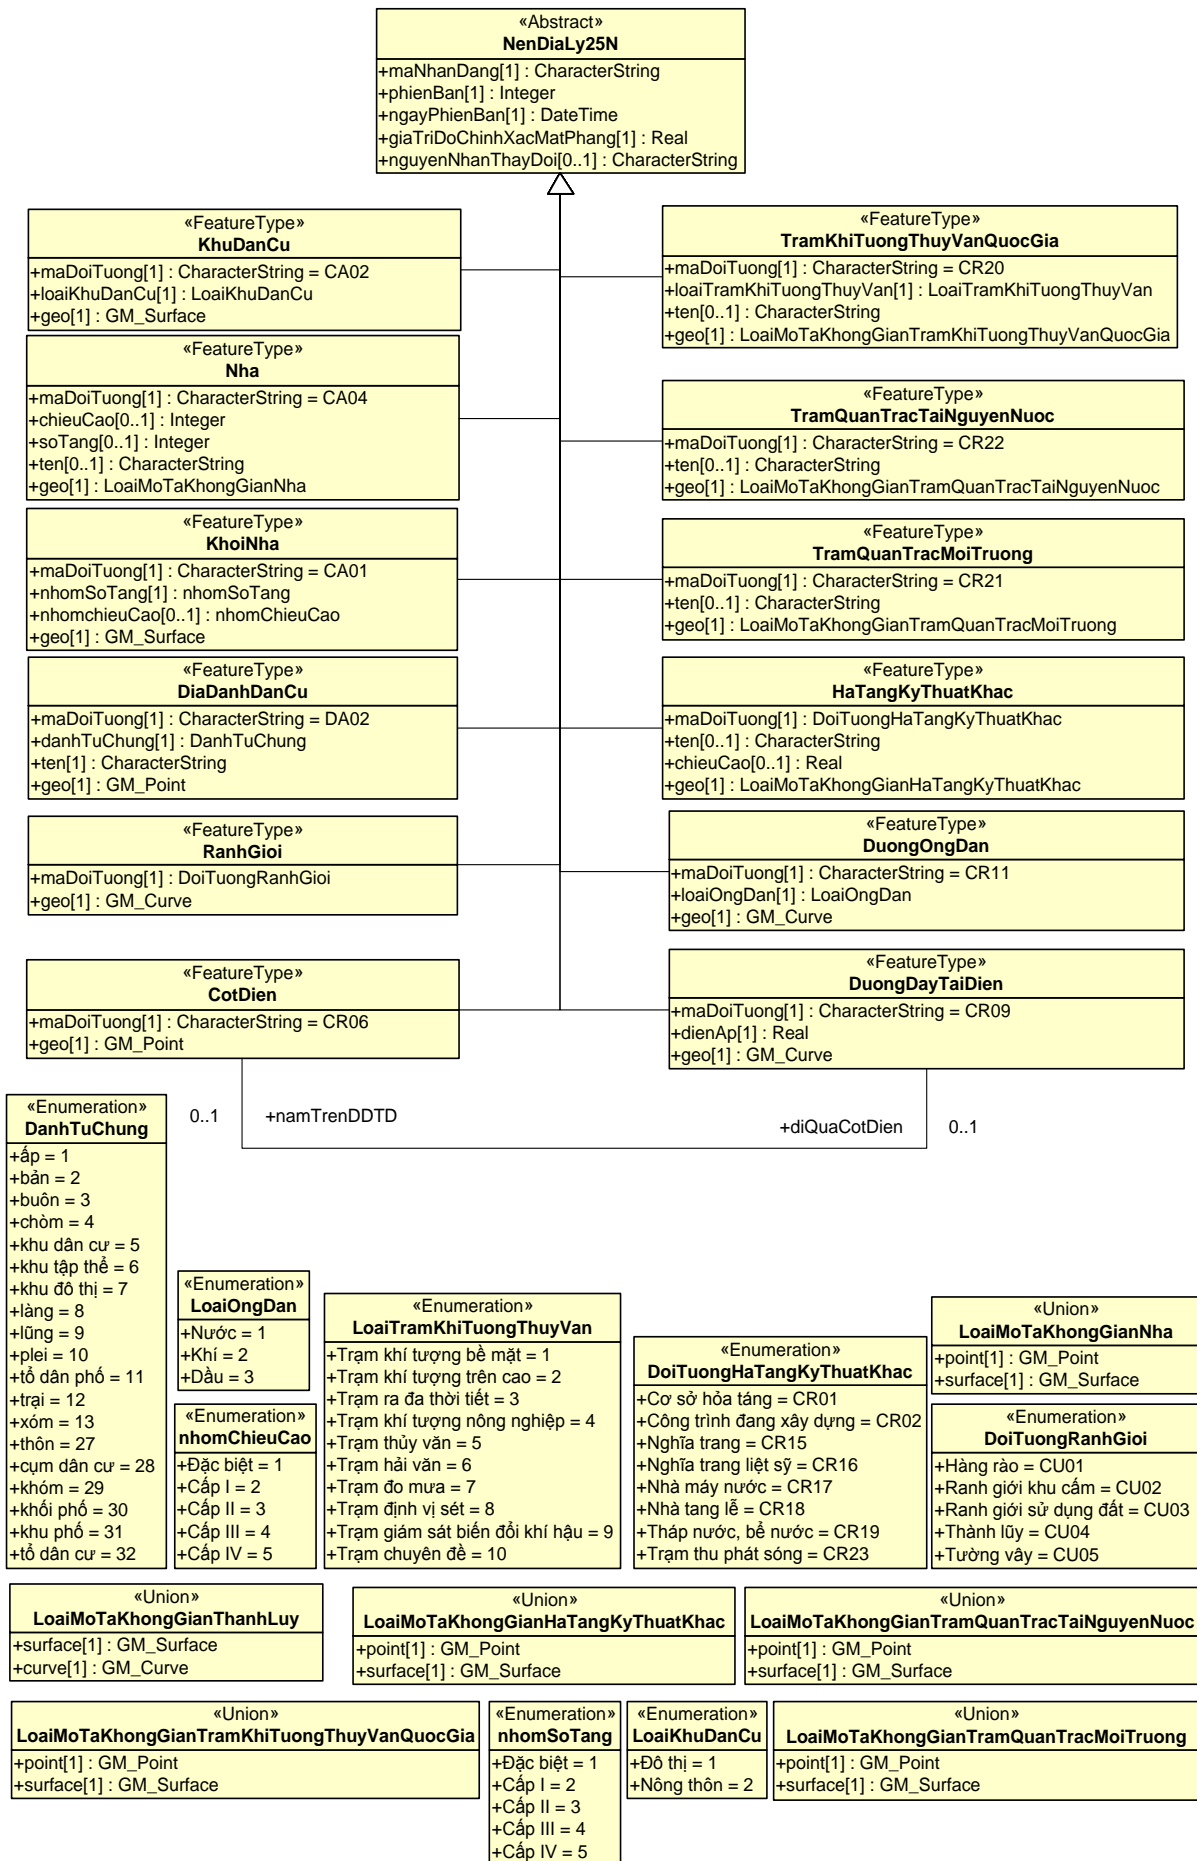 «Abstract»
NenDiaLy25N
+maNhanDang[1] : CharacterString
+phienBan[1] : Integer
+ngayPhienBan[1] : DateTime
+giaTriDoChinhXacMatPhang[1] : Real
+nguyenNhanThayDoi[0..1] : CharacterString
«FeatureType»
KhuDanCu
+maDoiTuong[1] : CharacterString = CA02
+loaiKhuDanCu[1] : LoaiKhuDanCu
+geo[1] : GM_Surface
«FeatureType»
TramKhiTuongThuyVanQuocGia
+maDoiTuong[1] : CharacterString = CR20
+loaiTramKhiTuongThuyVan[1] : LoaiTramKhiTuongThuyVan
+ten[0..1] : CharacterString
+geo[1] : LoaiMoTaKhongGianTramKhiTuongThuyVanQuocGia
«FeatureType»
Nha
+maDoiTuong[1] : CharacterString = CA04
+chieuCao[0..1] : Integer
+soTang[0..1] : Integer
+ten[0..1] : CharacterString
+geo[1] : LoaiMoTaKhongGianNha
«FeatureType»
TramQuanTracTaiNguyenNuoc
+maDoiTuong[1] : CharacterString = CR22
+ten[0..1] : CharacterString
+geo[1] : LoaiMoTaKhongGianTramQuanTracTaiNguyenNuoc
«FeatureType»
KhoiNha
+maDoiTuong[1] : CharacterString = CA01
+nhomSoTang[1] : nhomSoTang
+nhomchieuCao[0..1] : nhomChieuCao
+geo[1] : GM_Surface
«FeatureType»
TramQuanTracMoiTruong
+maDoiTuong[1] : CharacterString = CR21
+ten[0..1] : CharacterString
+geo[1] : LoaiMoTaKhongGianTramQuanTracMoiTruong
«FeatureType»
DiaDanhDanCu
+maDoiTuong[1] : CharacterString = DA02
+danhTuChung[1] : DanhTuChung
+ten[1] : CharacterString
+geo[1] : GM_Point
«FeatureType»
HaTangKyThuatKhac
+maDoiTuong[1] : DoiTuongHaTangKyThuatKhac
+ten[0..1] : CharacterString
+chieuCao[0..1] : Real
+geo[1] : LoaiMoTaKhongGianHaTangKyThuatKhac
«FeatureType»
RanhGioi
+maDoiTuong[1] : DoiTuongRanhGioi
+geo[1] : GM_Curve
«FeatureType»
DuongOngDan
+maDoiTuong[1] : CharacterString = CR11
+loaiOngDan[1] : LoaiOngDan
+geo[1] : GM_Curve
«FeatureType»
CotDien
+maDoiTuong[1] : CharacterString = CR06
+geo[1] : GM_Point
«FeatureType»
DuongDayTaiDien
+maDoiTuong[1] : CharacterString = CR09
+dienAp[1] : Real
+geo[1] : GM_Curve
0..1
+namTrenDDTD
+diQuaCotDien
0..1
«Enumeration»
DanhTuChung
+ấp = 1
+bản = 2
+buôn = 3
+chòm = 4
+khu dân cư = 5
+khu tập thể = 6
+khu đô thị = 7
+làng = 8
+lũng = 9
+plei = 10
+tổ dân phố = 11
+trại = 12
+xóm = 13
+thôn = 27
+cụm dân cư = 28
+khóm = 29
+khối phố = 30
+khu phố = 31
+tổ dân cư = 32
«Enumeration»
LoaiOngDan
+Nước = 1
+Khí = 2
+Dầu = 3
«Enumeration»
nhomChieuCao
+Đặc biệt = 1
+Cấp I = 2
+Cấp II = 3
+Cấp III = 4
+Cấp IV = 5
«Enumeration»
LoaiTramKhiTuongThuyVan
+Trạm khí tượng bề mặt = 1
+Trạm khí tượng trên cao = 2
+Trạm ra đa thời tiết = 3
+Trạm khí tượng nông nghiệp = 4
+Trạm thủy văn = 5
+Trạm hải văn = 6
+Trạm đo mưa = 7
+Trạm định vị sét = 8
+Trạm giám sát biến đổi khí hậu = 9
+Trạm chuyên đề = 10
«Enumeration»
DoiTuongHaTangKyThuatKhac
+Cơ sở hỏa táng = CR01
+Công trình đang xây dựng = CR02
+Nghĩa trang = CR15
+Nghĩa trang liệt sỹ = CR16
+Nhà máy nước = CR17
+Nhà tang lễ = CR18
+Tháp nước, bể nước = CR19
+Trạm thu phát sóng = CR23
«Union»
LoaiMoTaKhongGianNha
+point[1] : GM_Point
+surface[1] : GM_Surface
«Enumeration»
DoiTuongRanhGioi
+Hàng rào = CU01
+Ranh giới khu cấm = CU02
+Ranh giới sử dụng đất = CU03
+Thành lũy = CU04
+Tường vây = CU05
«Union»
LoaiMoTaKhongGianThanhLuy
+surface[1] : GM_Surface
+curve[1] : GM_Curve
«Union»
LoaiMoTaKhongGianHaTangKyThuatKhac
+point[1] : GM_Point
+surface[1] : GM_Surface
«Union»
LoaiMoTaKhongGianTramQuanTracTaiNguyenNuoc
+point[1] : GM_Point
+surface[1] : GM_Surface
«Union»
LoaiMoTaKhongGianTramKhiTuongThuyVanQuocGia
+point[1] : GM_Point
+surface[1] : GM_Surface
«Enumeration»
nhomSoTang
+Đặc biệt = 1
+Cấp I = 2
+Cấp II = 3
+Cấp III = 4
+Cấp IV = 5
«Enumeration»
LoaiKhuDanCu
+Đô thị = 1
+Nông thôn = 2
«Union»
LoaiMoTaKhongGianTramQuanTracMoiTruong
+point[1] : GM_Point
+surface[1] : GM_Surface